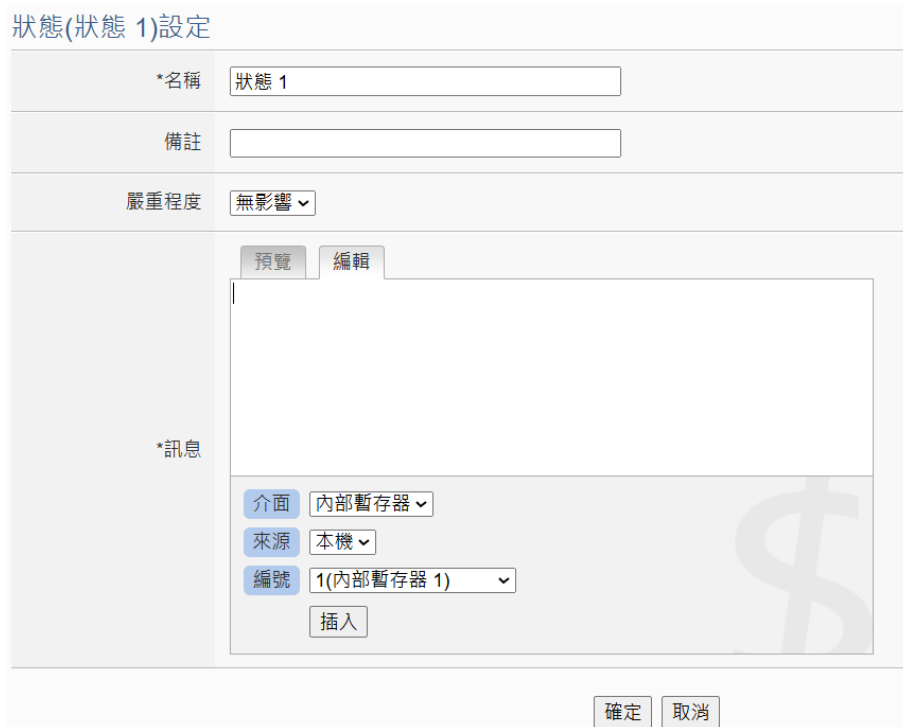 狀態(狀態 1)設定
*名稱 狀態 1
備註
嚴重程度 無影響
預覽 編輯
*訊息
介面 內部暫存器
來源 本機
編號 1(內部暫存器 1)
插入
$
確定 取消